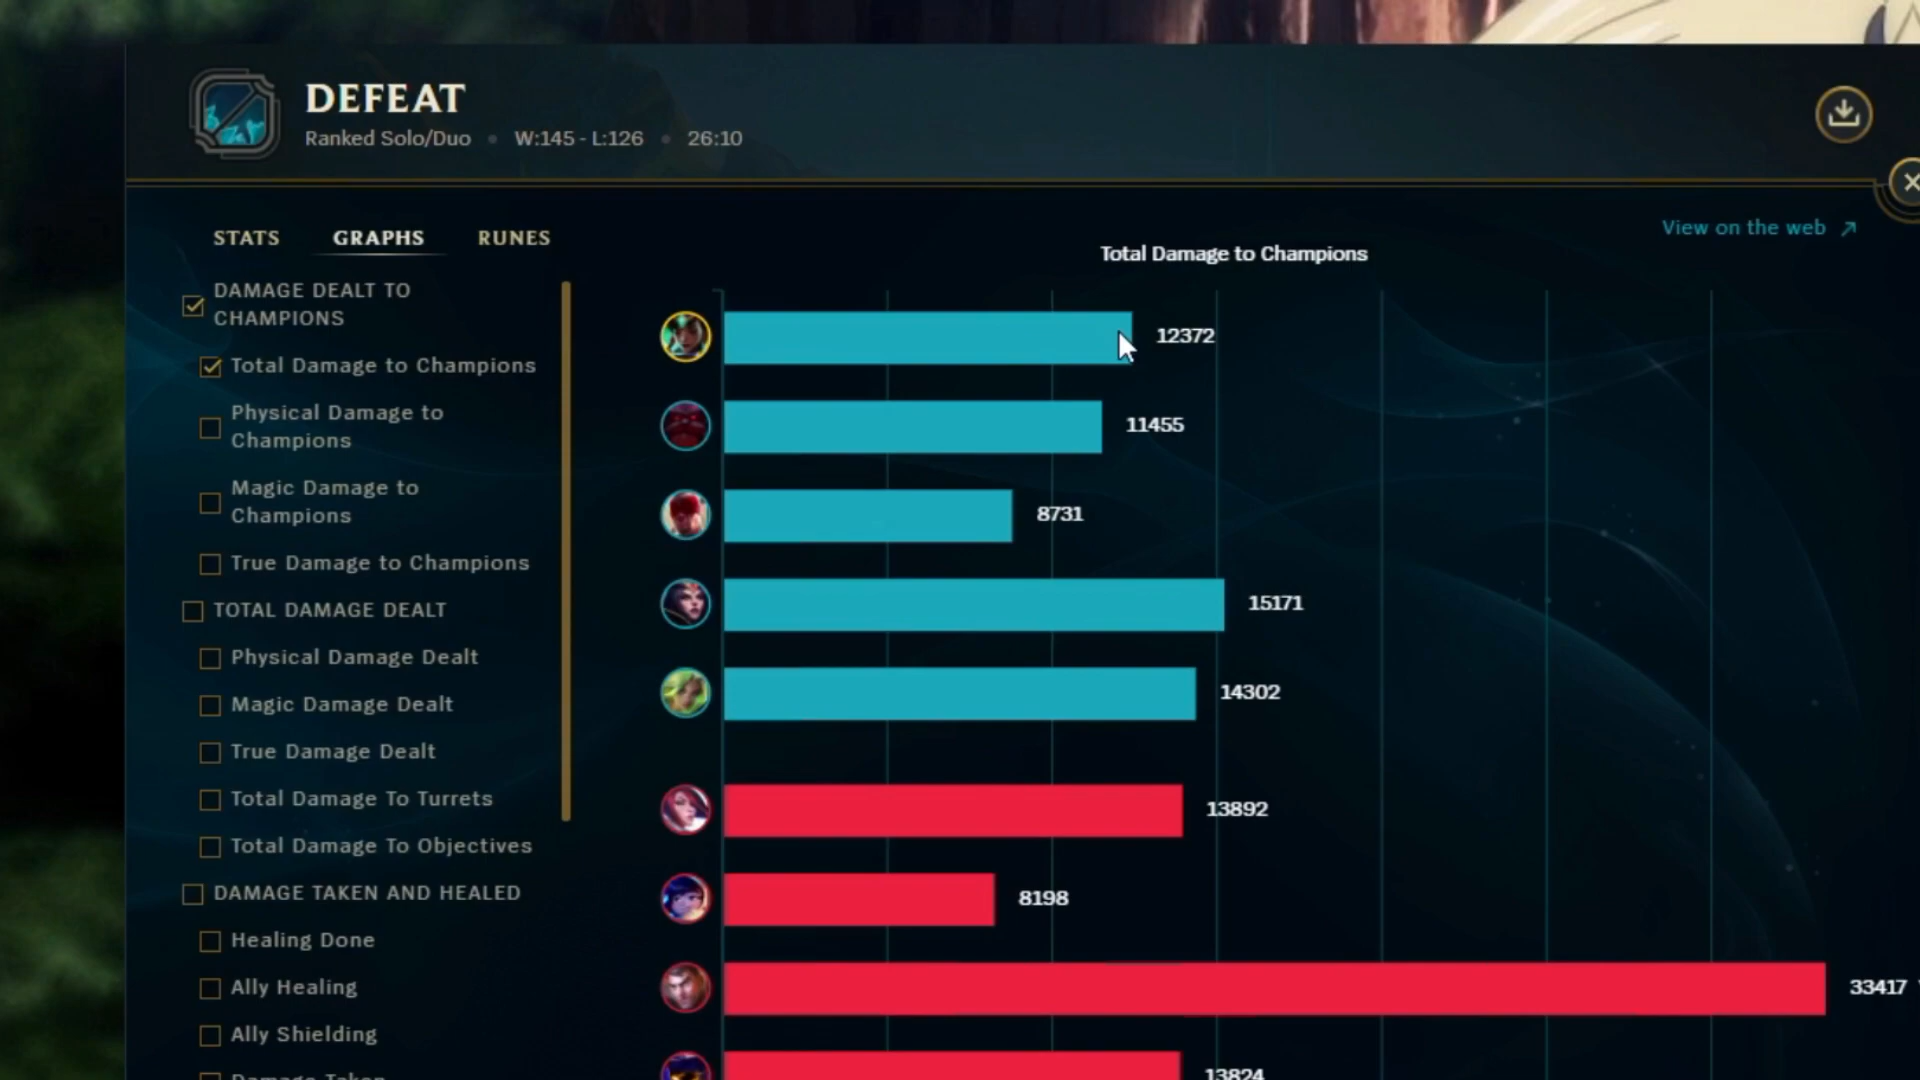 DEFEAT
Ranked Solo/Duo • W:145 - L:126 • 26:10
STATS GRAPHS RUNES
View on the web
DAMAGE DEALT TO
CHAMPIONS
Total Damage to Champions
Physical Damage to
Champions
Magic Damage to
Champions
True Damage to Champions
TOTAL DAMAGE DEALT
Physical Damage Dealt
Magic Damage Dealt
True Damage Dealt
Total Damage To Turrets
Total Damage To Objectives
DAMAGE TAKEN AND HEALED
Healing Done
Ally Healing
Ally Shielding
Damage Taken
Total Damage to Champions
12372
11455
8731
15171
14302
13892
8198
33417
13824